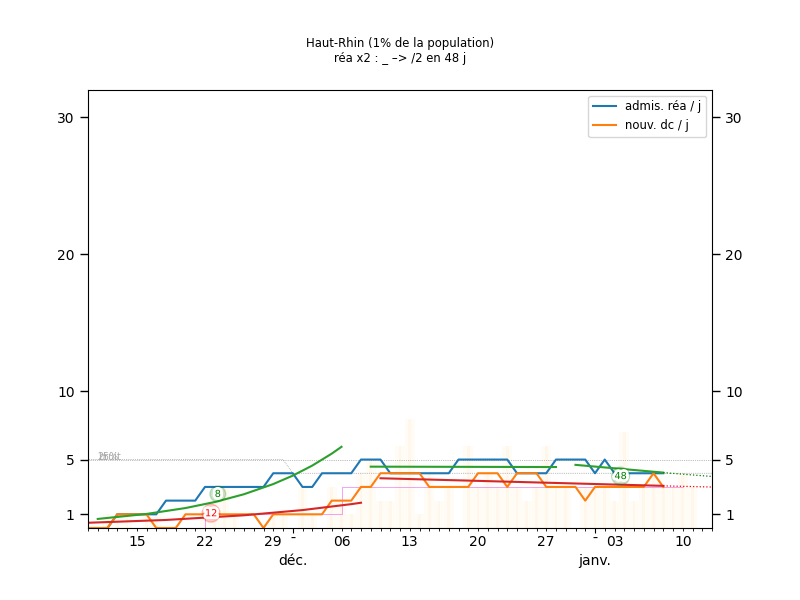 Haut-Rhin (1% de la population)
réa x2 : _ –> /2 en 48 j
admis. réa / j
nouv. dc / j
30 30
20 20
10 10
5 5
1 1
8
12
48
15 22 29 - 06 13 20 27 - 03 10
déc. janv.